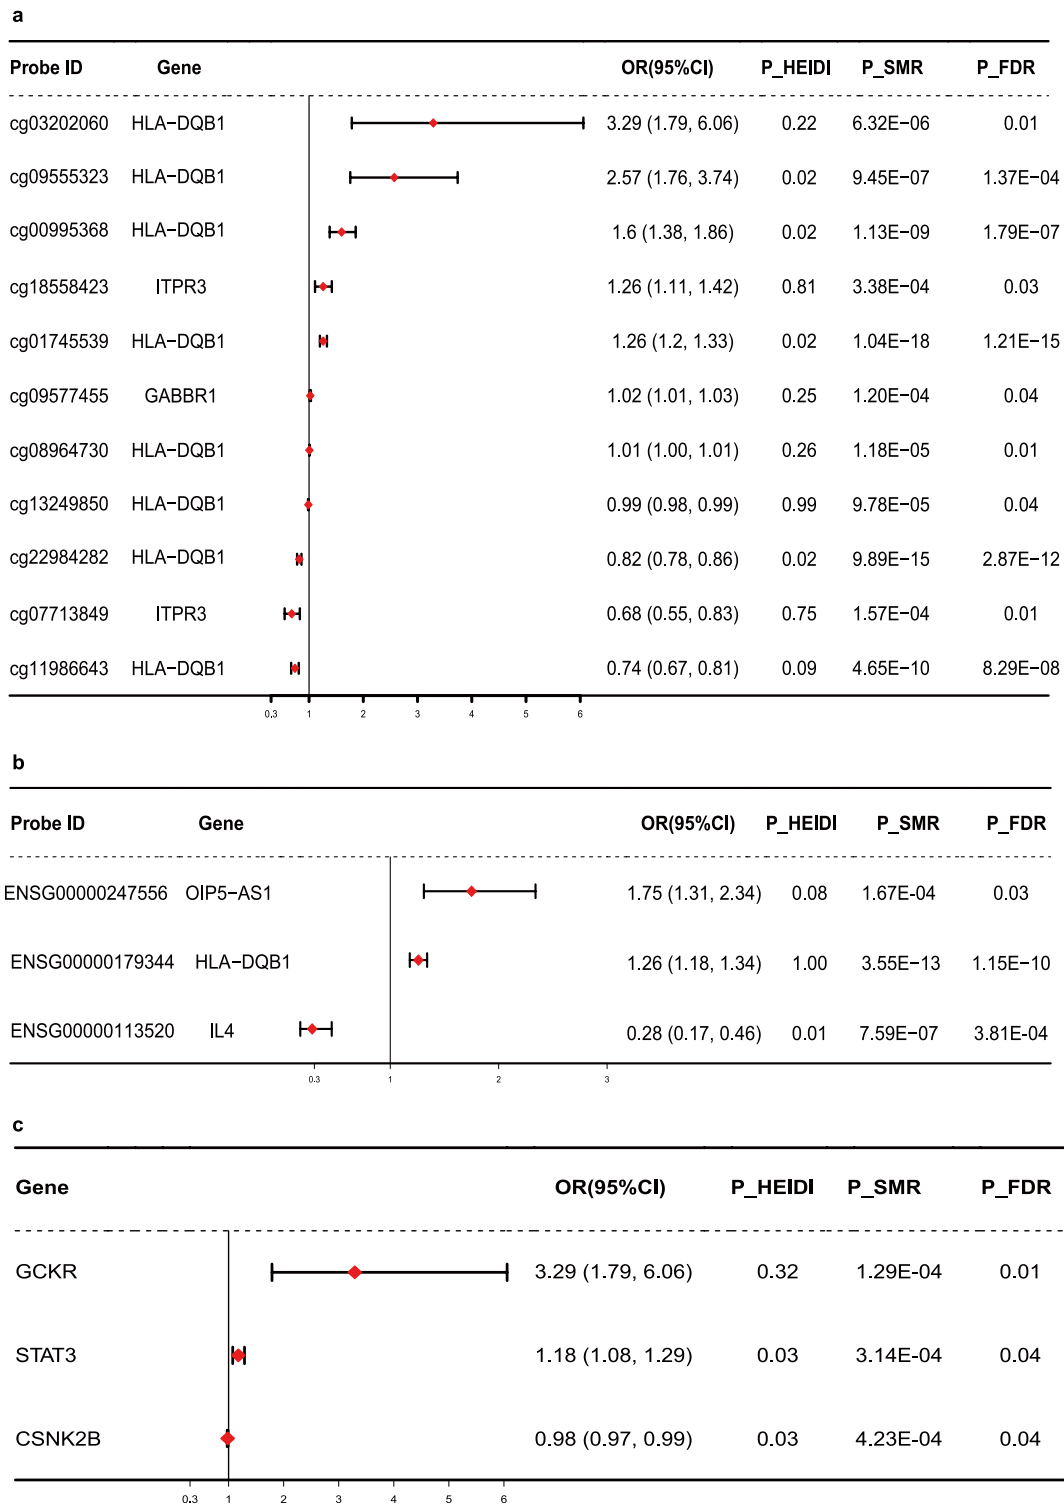 a
Probe ID Gene OR(95%CI) P_HEIDI P_SMR P_FDR
cg03202060 HLA−DQB1 3.29 (1.79, 6.06) 0.22 6.32E−06 0.01
cg09555323 HLA−DQB1 2.57 (1.76, 3.74) 0.02 9.45E−07 1.37E−04
cg00995368 HLA−DQB1 1.6 (1.38, 1.86) 0.02 1.13E−09 1.79E−07
cg18558423 ITPR3 1.26 (1.11, 1.42) 0.81 3.38E−04 0.03
cg01745539 HLA−DQB1 1.26 (1.2, 1.33) 0.02 1.04E−18 1.21E−15
cg09577455 GABBR1 1.02 (1.01, 1.03) 0.25 1.20E−04 0.04
cg08964730 HLA−DQB1 1.01 (1.00, 1.01) 0.26 1.18E−05 0.01
cg13249850 HLA−DQB1 0.99 (0.98, 0.99) 0.99 9.78E−05 0.04
cg22984282 HLA−DQB1 0.82 (0.78, 0.86) 0.02 9.89E−15 2.87E−12
cg07713849 ITPR3 0.68 (0.55, 0.83) 0.75 1.57E−04 0.01
cg11986643 HLA−DQB1 0.74 (0.67, 0.81) 0.09 4.65E−10 8.29E−08
0.3 1 2 3 4 5 6
b
Probe ID Gene OR(95%CI) P_HEIDI P_SMR P_FDR
ENSG00000247556 OIP5−AS1 1.75 (1.31, 2.34) 0.08 1.67E−04 0.03
ENSG00000179344 HLA−DQB1 1.26 (1.18, 1.34) 1.00 3.55E−13 1.15E−10
ENSG00000113520 IL4 0.28 (0.17, 0.46) 0.01 7.59E−07 3.81E−04
0.3 1 2 3
c
Gene OR(95%CI) P_HEIDI P_SMR P_FDR
GCKR 3.29 (1.79, 6.06) 0.32 1.29E−04 0.01
STAT3 1.18 (1.08, 1.29) 0.03 3.14E−04 0.04
CSNK2B 0.98 (0.97, 0.99) 0.03 4.23E−04 0.04
0.3 1 2 3 4 5 6